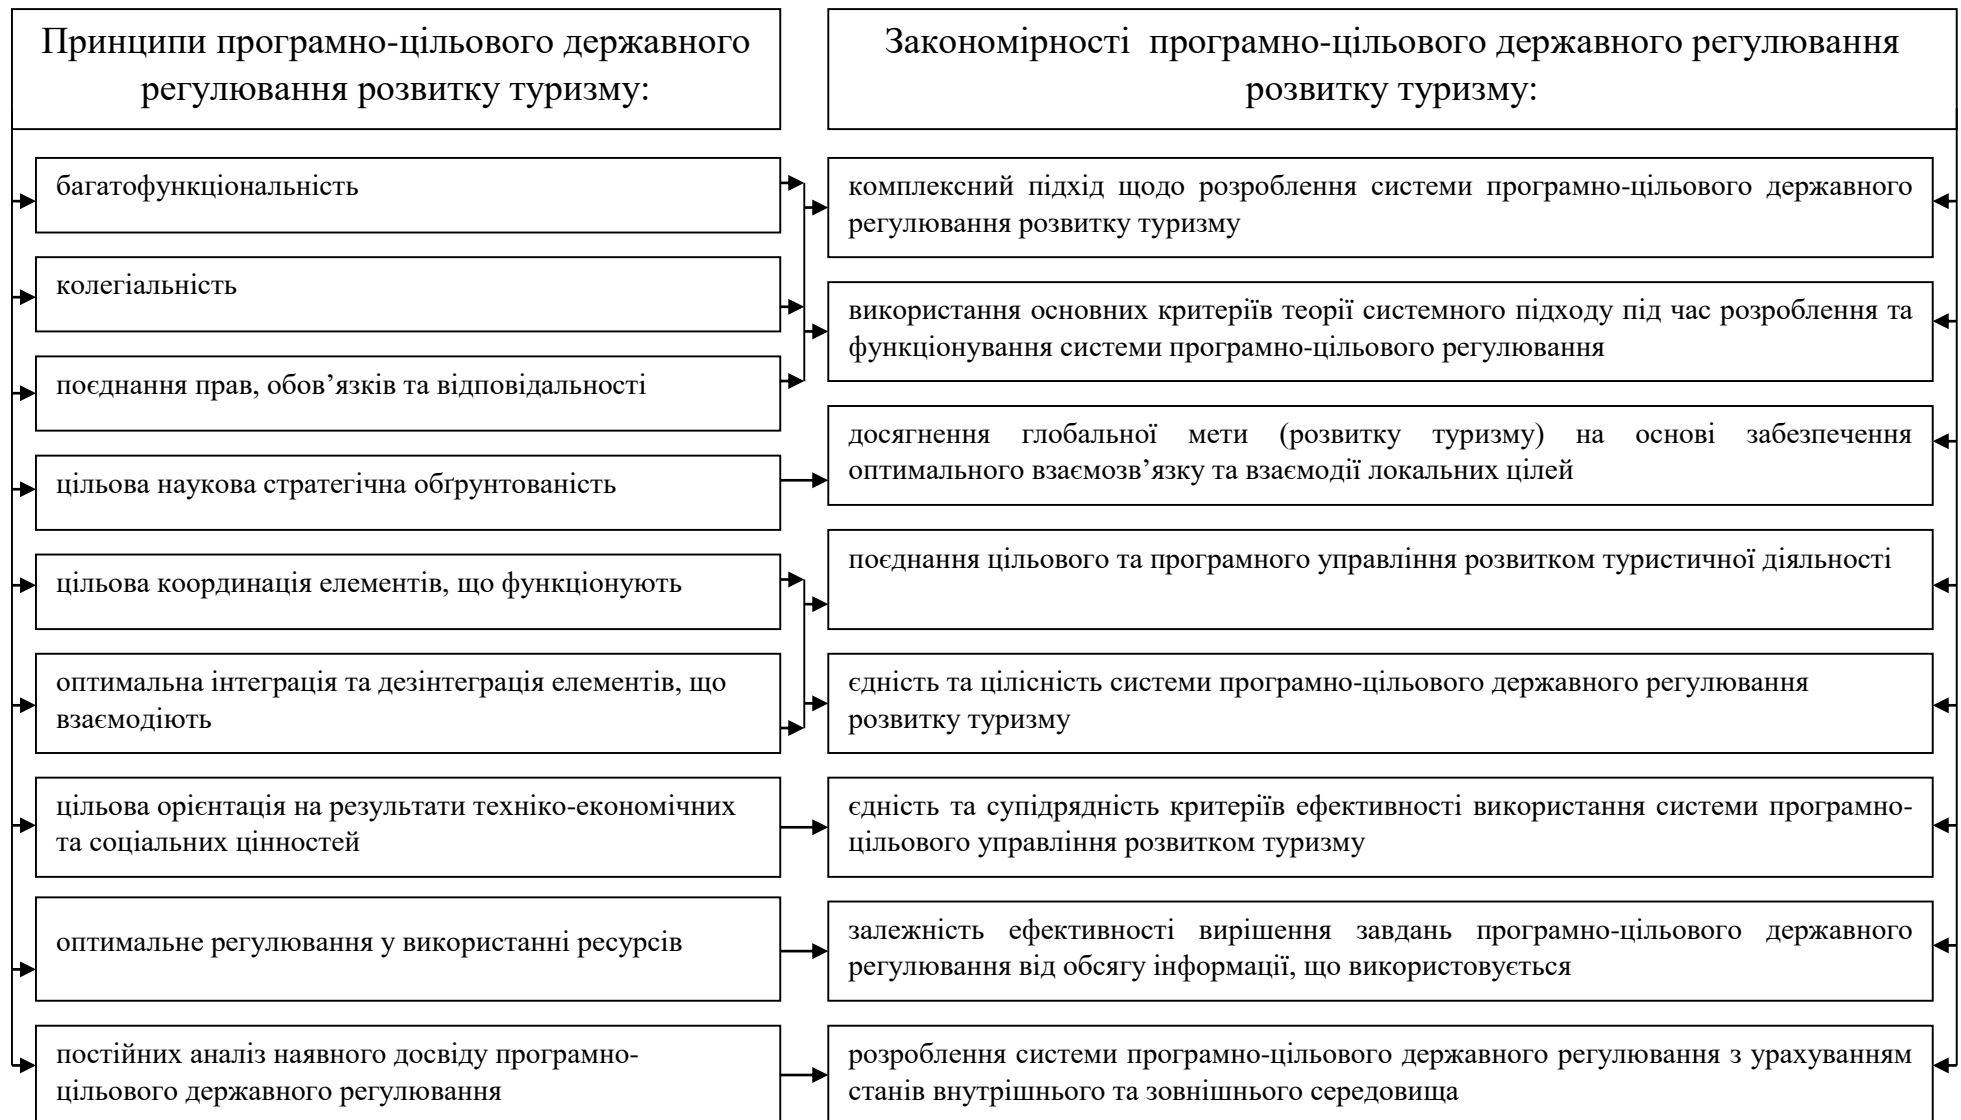 Принципи програмно-цільового державного
регулювання розвитку туризму:
багатофункціональність
колегіальність
поєднання прав, обов’язків та відповідальності
цільова наукова стратегічна обґрунтованість
цільова координація елементів, що функціонують
оптимальна інтеграція та дезінтеграція елементів, що
взаємодіють
цільова орієнтація на результати техніко-економічних
та соціальних цінностей
оптимальне регулювання у використанні ресурсів
постійних аналіз наявного досвіду програмно-
цільового державного регулювання
Закономірності програмно-цільового державного регулювання
розвитку туризму:
комплексний підхід щодо розроблення системи програмно-цільового державного
регулювання розвитку туризму
використання основних критеріїв теорії системного підходу під час розроблення та
функціонування системи програмно-цільового регулювання
досягнення глобальної мети (розвитку туризму) на основі забезпечення
оптимального взаємозв’язку та взаємодії локальних цілей
поєднання цільового та програмного управління розвитком туристичної діяльності
єдність та цілісність системи програмно-цільового державного регулювання
розвитку туризму
єдність та супідрядність критеріїв ефективності використання системи програмно-
цільового управління розвитком туризму
залежність ефективності вирішення завдань програмно-цільового державного
регулювання від обсягу інформації, що використовується
розроблення системи програмно-цільового державного регулювання з урахуванням
станів внутрішнього та зовнішнього середовища